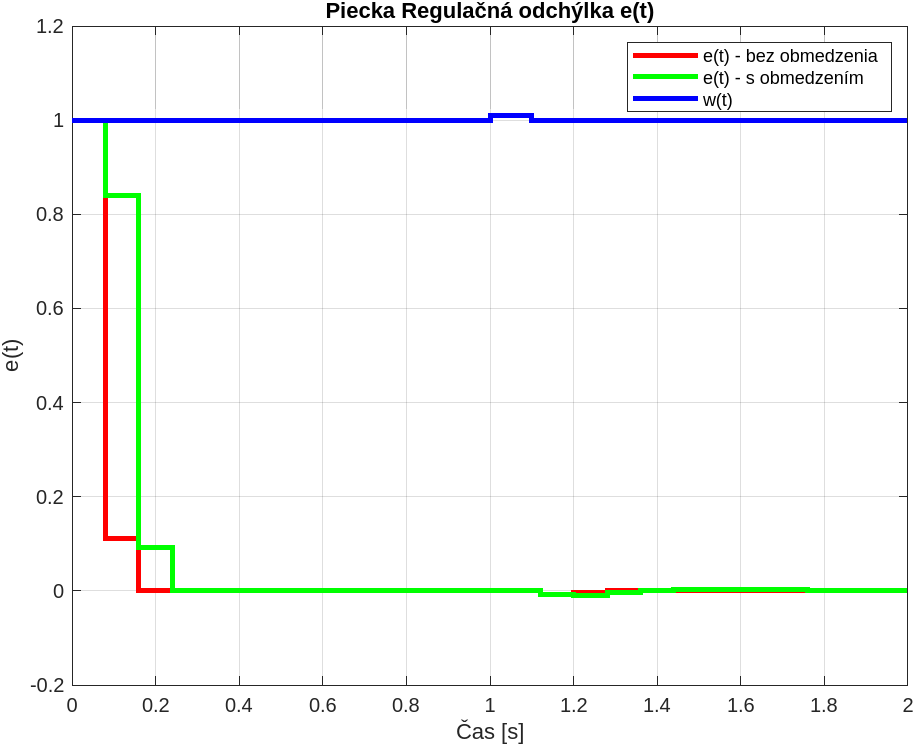 Piecka Regulačná odchýlka e(t)
e(t) - bez obmedzenia
e(t) - s obmedzením
w(t)
1.2
1
0.8
0.6
0.4
0.2
0
-0.2
e(t)
0 0.2 0.4 0.6 0.8 1 1.2 1.4 1.6 1.8 2
Čas [s]